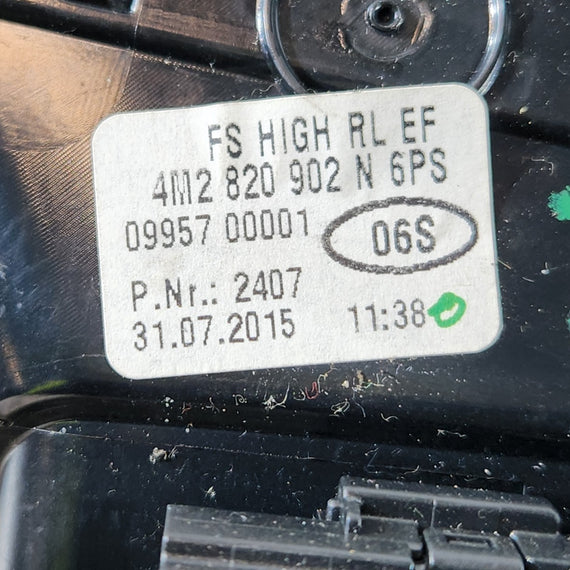 FS HIGH RL EF
4M2 820 902 N 6PS
09957 00001 06S
P.Nr.: 2407
31.07.2015 11:38